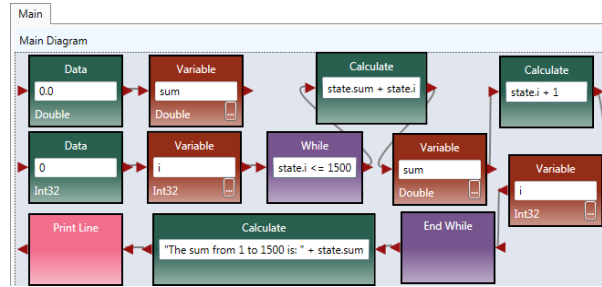 Main
Main Diagram
Data
0.0
Double
Variable
sum
Double
...
Calculate
state.sum + state.i
Calculate
state.i + 1
Data
0
Int32
Variable
i
Int32
...
While
state.i <= 1500
Variable
sum
Double
...
Variable
i
Int32
...
Print Line
Calculate
"The sum from 1 to 1500 is: " + state.sum
End While